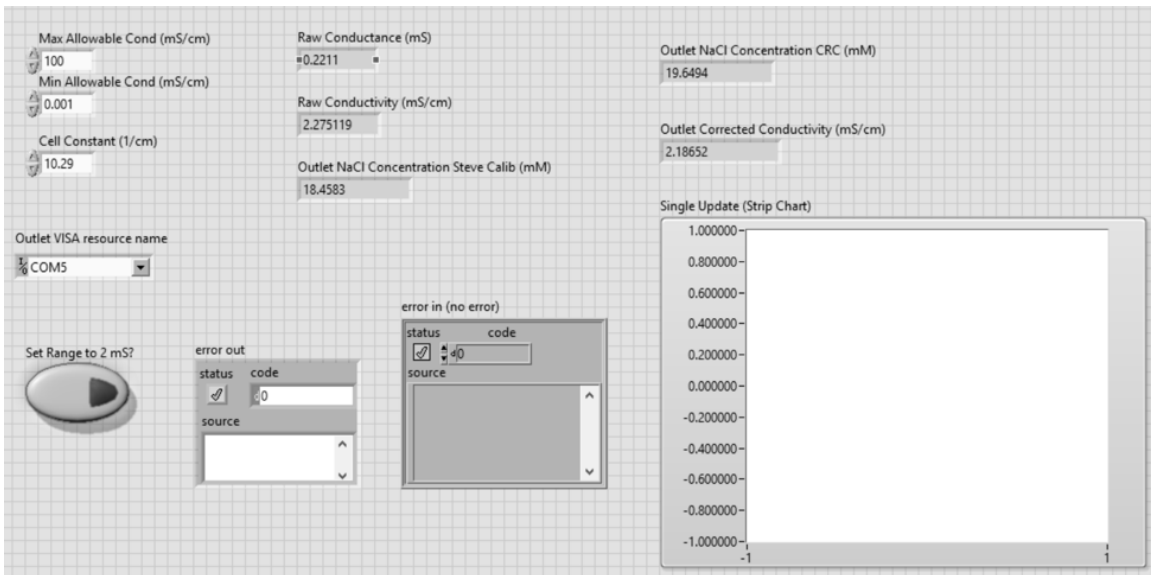 Max Allowable Cond (mS/cm)
100
Min Allowable Cond (mS/cm)
0.001
Cell Constant (1/cm)
10.29
Raw Conductance (mS)
0.2211
Raw Conductivity (mS/cm)
2.275119
Outlet NaCl Concentration Steve Calib (mM)
18.4583
Outlet NaCl Concentration CRC (mM)
19.6494
Outlet Corrected Conductivity (mS/cm)
2.18652
Outlet VISA resource name
I/O COM5
Set Range to 2 mS?
error out
status code
d0
source
error in (no error)
status code
d0
source
Single Update (Strip Chart)
1.000000
0.800000
0.600000
0.400000
0.200000
0.000000
-0.200000
-0.400000
-0.600000
-0.800000
-1.000000
-1 1